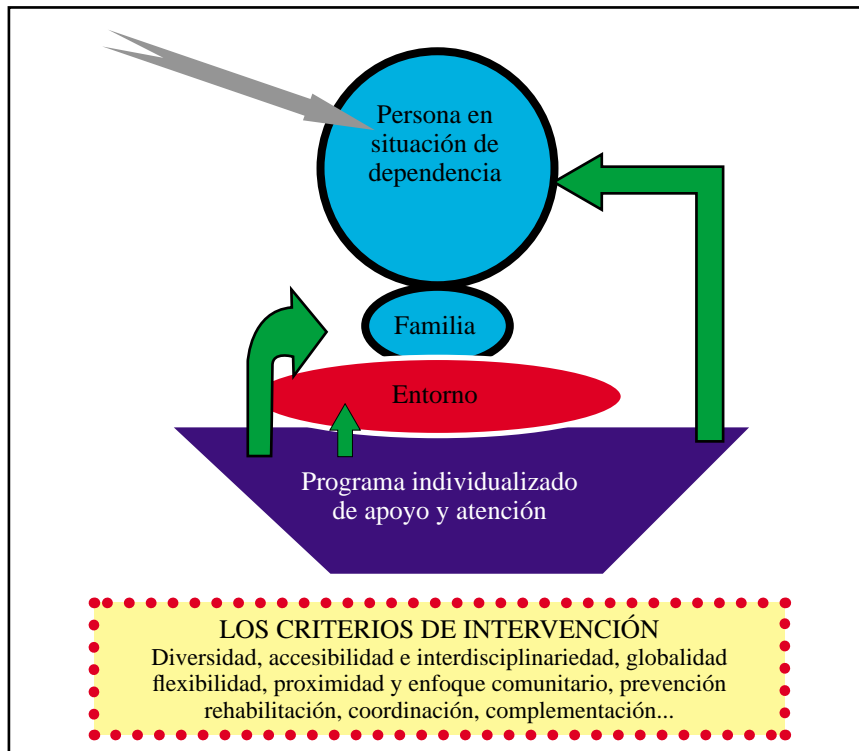 Persona en
situación de
dependencia
Familia
Entorno
Programa individualizado
de apoyo y atención
LOS CRITERIOS DE INTERVENCIÓN
Diversidad, accesibilidad e interdisciplinariedad, globalidad
flexibilidad, proximidad y enfoque comunitario, prevención
rehabilitación, coordinación, complementación...